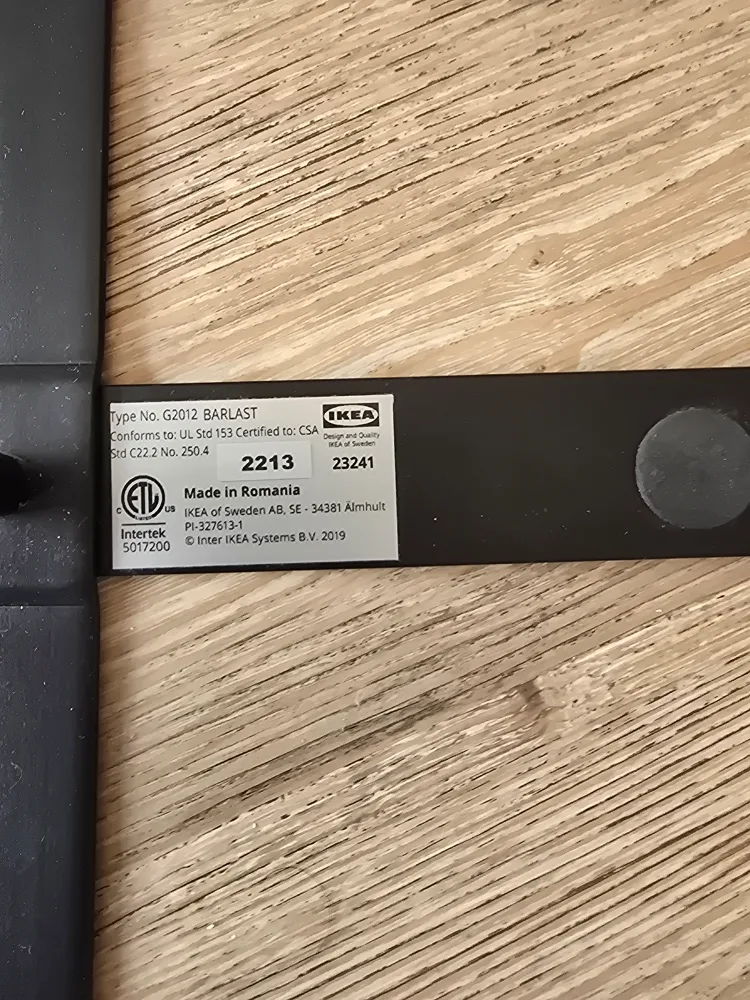 Type No. G2012 BARLAST
Conforms to: UL Std 153 Certified to: CSA
Std C22.2 No. 250.4
2213
IKEA
Design and Quality
IKEA of Sweden
23241
C ETL US
Intertek
5017200
Made in Romania
IKEA of Sweden AB, SE - 34381 Älmhult
PI-327613-1
© Inter IKEA Systems B.V. 2019